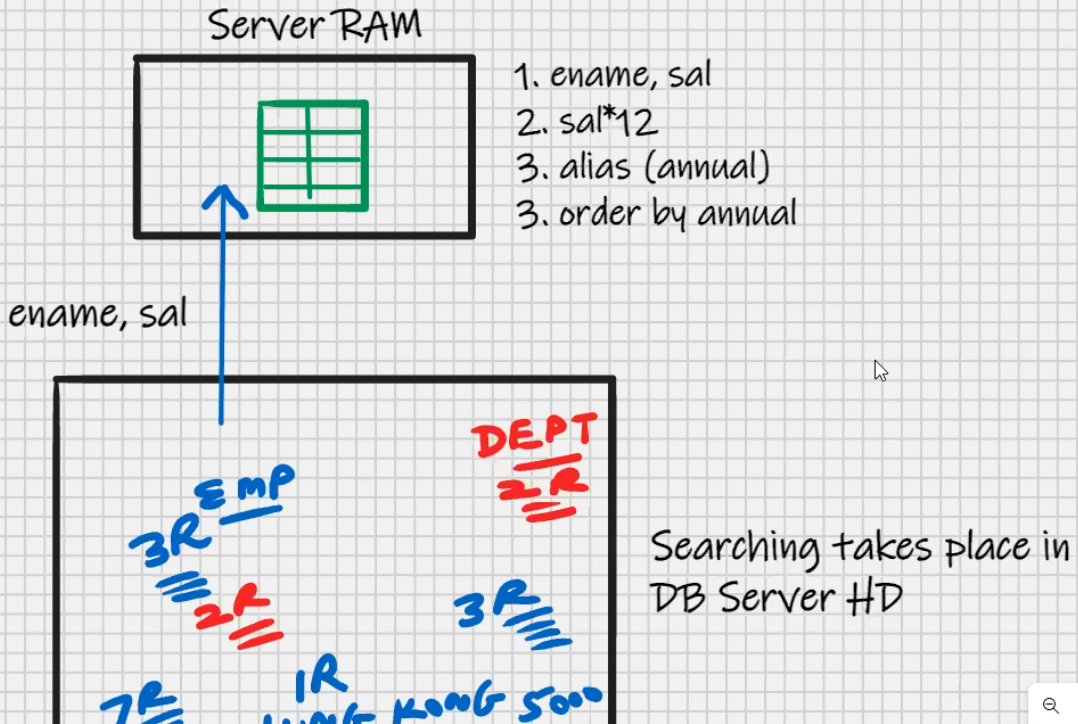 Server RAM
1. ename, sal
2. sal*12
3. alias (annual)
3. order by annual
ename, sal
DEPT
2R
EMP
3R
2R
3R
Searching takes place in
DB Server HD
1R
7R
KONG 5000